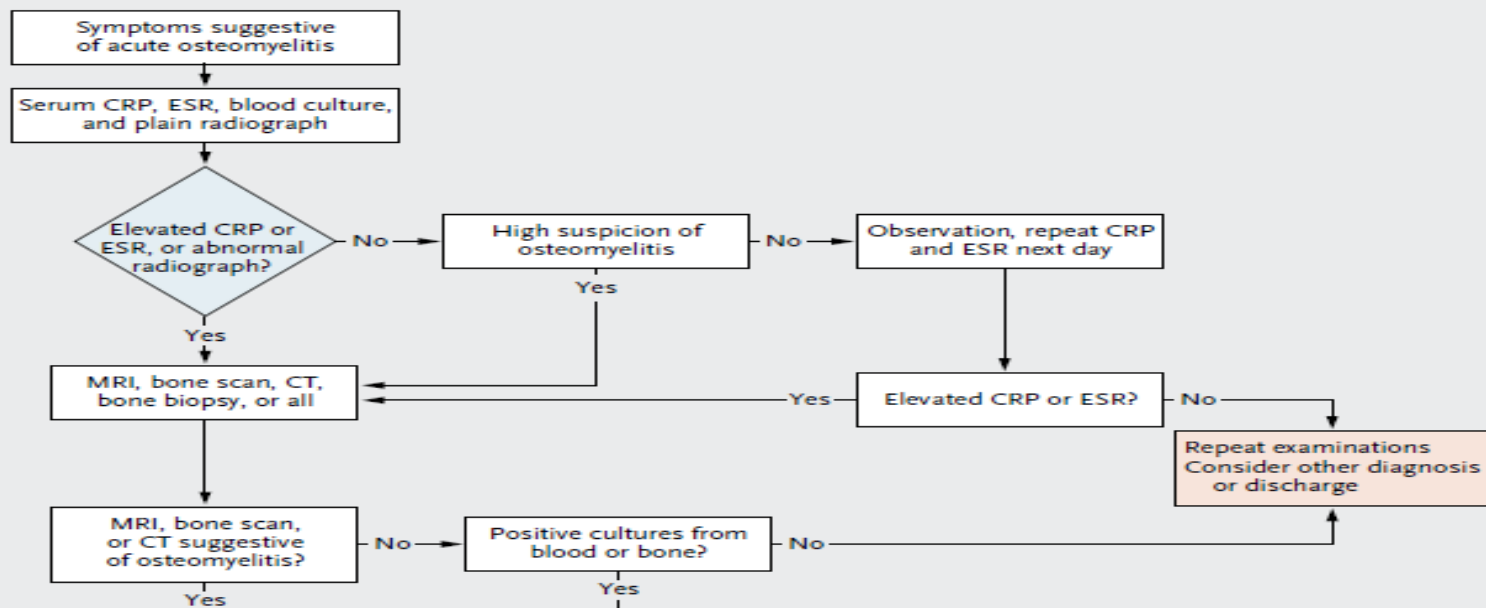 Symptoms suggestive
of acute osteomyelitis
Serum CRP, ESR, blood culture,
and plain radiograph
Elevated CRP or
ESR, or abnormal
radiograph?
No
High suspicion of
osteomyelitis
No
Observation, repeat CRP
and ESR next day
Yes
Yes
MRI, bone scan, CT,
bone biopsy, or all
Yes
Elevated CRP or ESR?
No
Repeat examinations
Consider other diagnosis
or discharge
MRI, bone scan,
or CT suggestive
of osteomyelitis?
No
Positive cultures from
blood or bone?
No
Yes
Yes